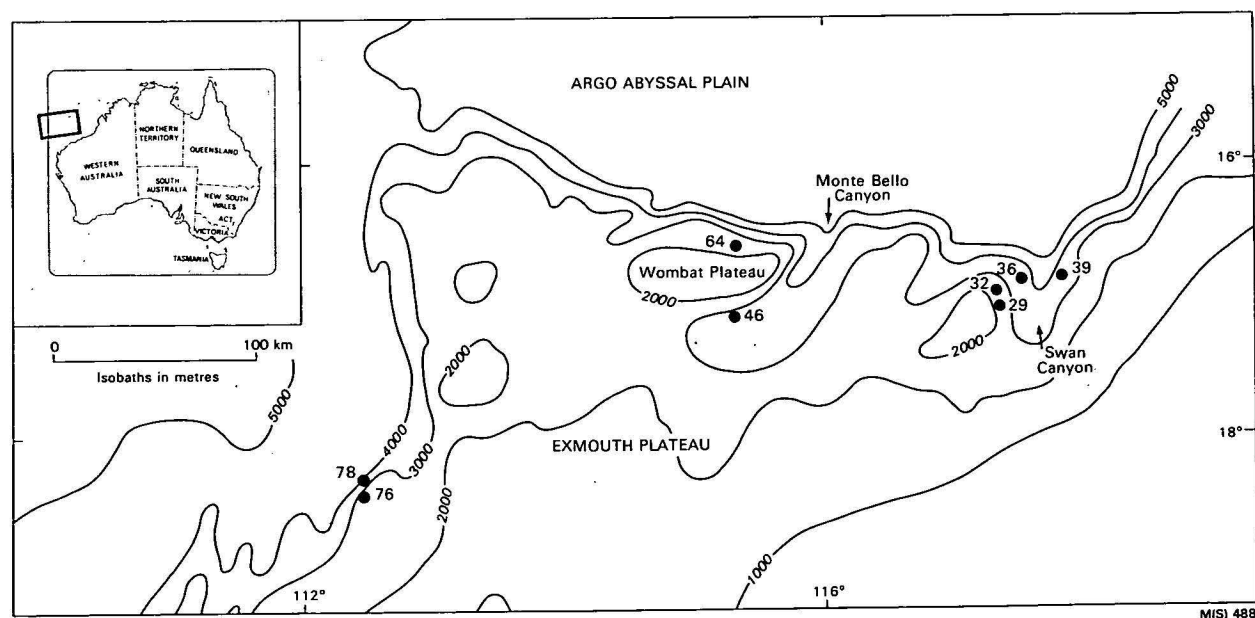 ARGO ABYSSAL PLAIN
5000
3000
NORTHERN
TERRITORY
QUEENSLAND
WESTERN
AUSTRALIA
SOUTH
AUSTRALIA
NEW SOUTH
WALES
ACT
VICTORIA
TASMANIA
16°
Monte Bello
Canyon
64
Wombat Plateau
2000
46
36
39
32
29
2000
Swan
Canyon
0
100 km
Isobaths in metres
5000
2000
4000
3000
2000
EXMOUTH PLATEAU
18°
78
76
1000
112°
116°
M(S) 488